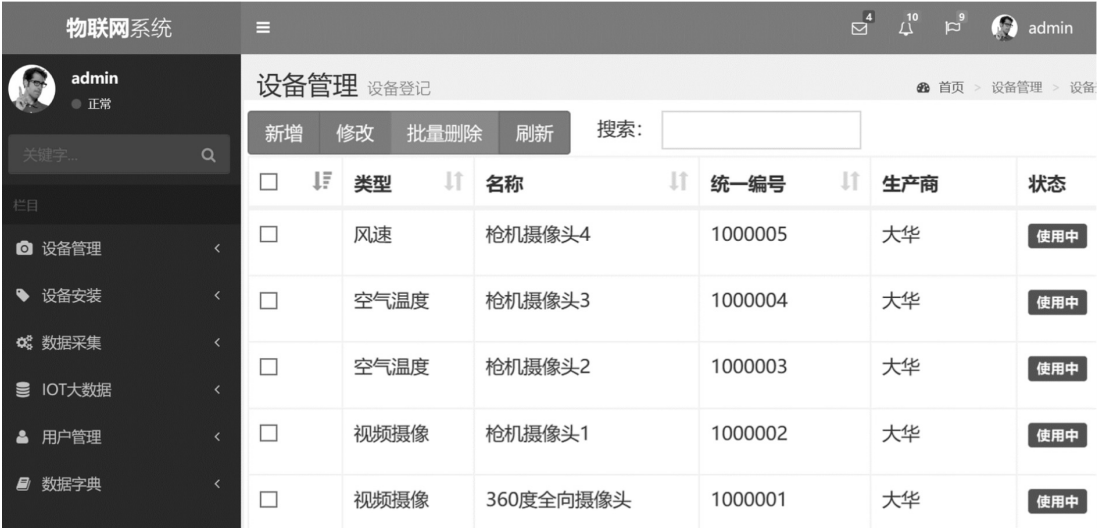 物联网系统
4
10
9
admin
admin
正常
关键字...
栏目
设备管理
设备安装
数据采集
IOT大数据
用户管理
数据字典
设备管理 设备登记
首页 > 设备管理 > 设备
新增 修改 批量删除 刷新 搜索：
类型 名称 统一编号 生产商 状态
风速 枪机摄像头4 1000005 大华 使用中
空气温度 枪机摄像头3 1000004 大华 使用中
空气温度 枪机摄像头2 1000003 大华 使用中
视频摄像 枪机摄像头1 1000002 大华 使用中
视频摄像 360度全向摄像头 1000001 大华 使用中